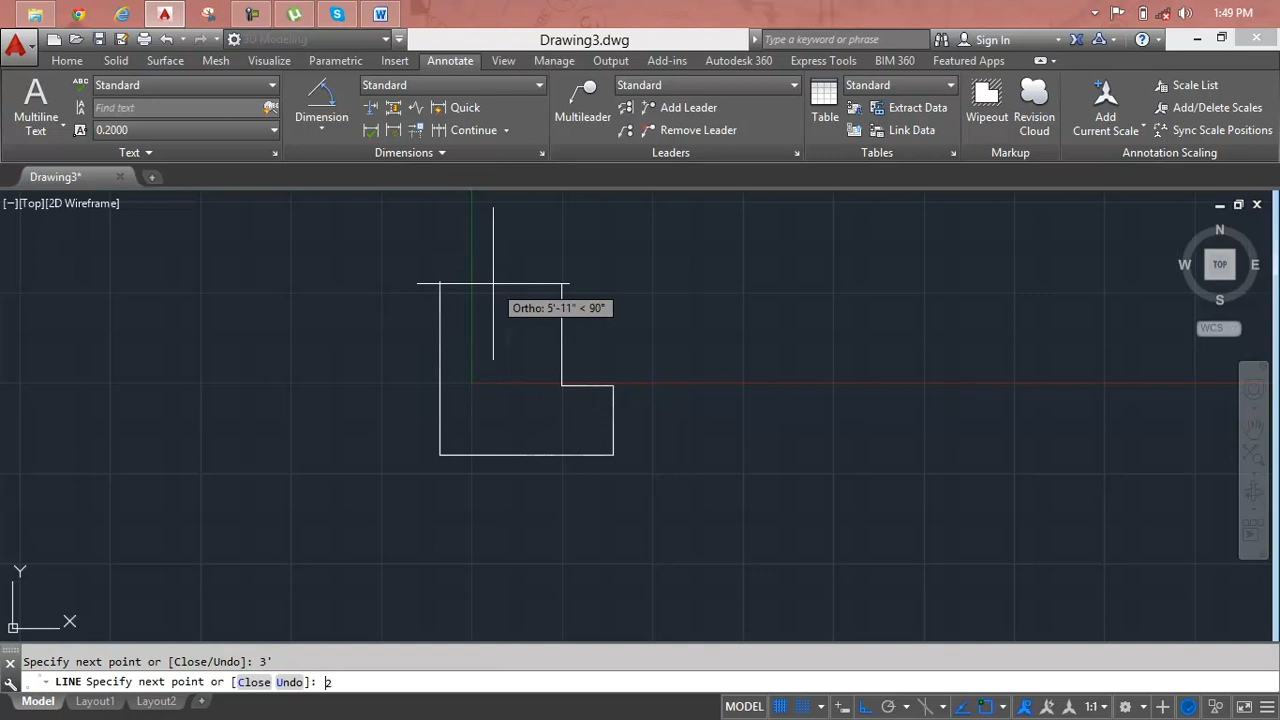 1:49 PM
3D Modeling
Drawing3.dwg
Type a keyword or phrase
Sign In
Home Solid Surface Mesh Visualize Parametric Insert Annotate View Manage Output Add-ins Autodesk 360 Express Tools BIM 360 Featured Apps
Multiline
Text
ABC
Standard
Find text
0.2000
Text
Dimension
Standard
Quick
Continue
Dimensions
Multileader
Standard
Add Leader
Remove Leader
Leaders
Table
Standard
Extract Data
Link Data
Tables
Wipeout
Revision
Cloud
Markup
Add
Current Scale
Scale List
Add/Delete Scales
Sync Scale Positions
Annotation Scaling
Drawing3*
[−][Top][2D Wireframe]
N
W TOP E
S
WCS
Ortho: 5'-11" < 90°
Y
X
Specify next point or [Close/Undo]: 3'
LINE Specify next point or [Close Undo]: 2
Model Layout1 Layout2 +
MODEL
1:1